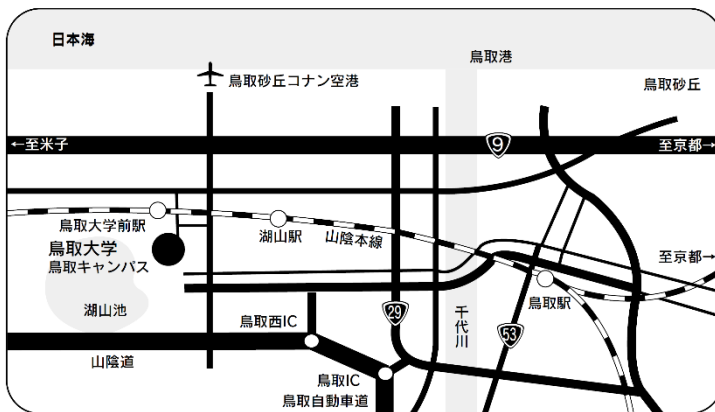 日本海
鳥取港
鳥取砂丘コナン空港
鳥取砂丘
←至米子
9
至京都→
鳥取大学前駅
湖山駅
山陰本線
鳥取大学
鳥取キャンパス
至京都→
鳥取駅
湖山池
鳥取西IC
29
千代川
53
山陰道
鳥取IC
鳥取自動車道